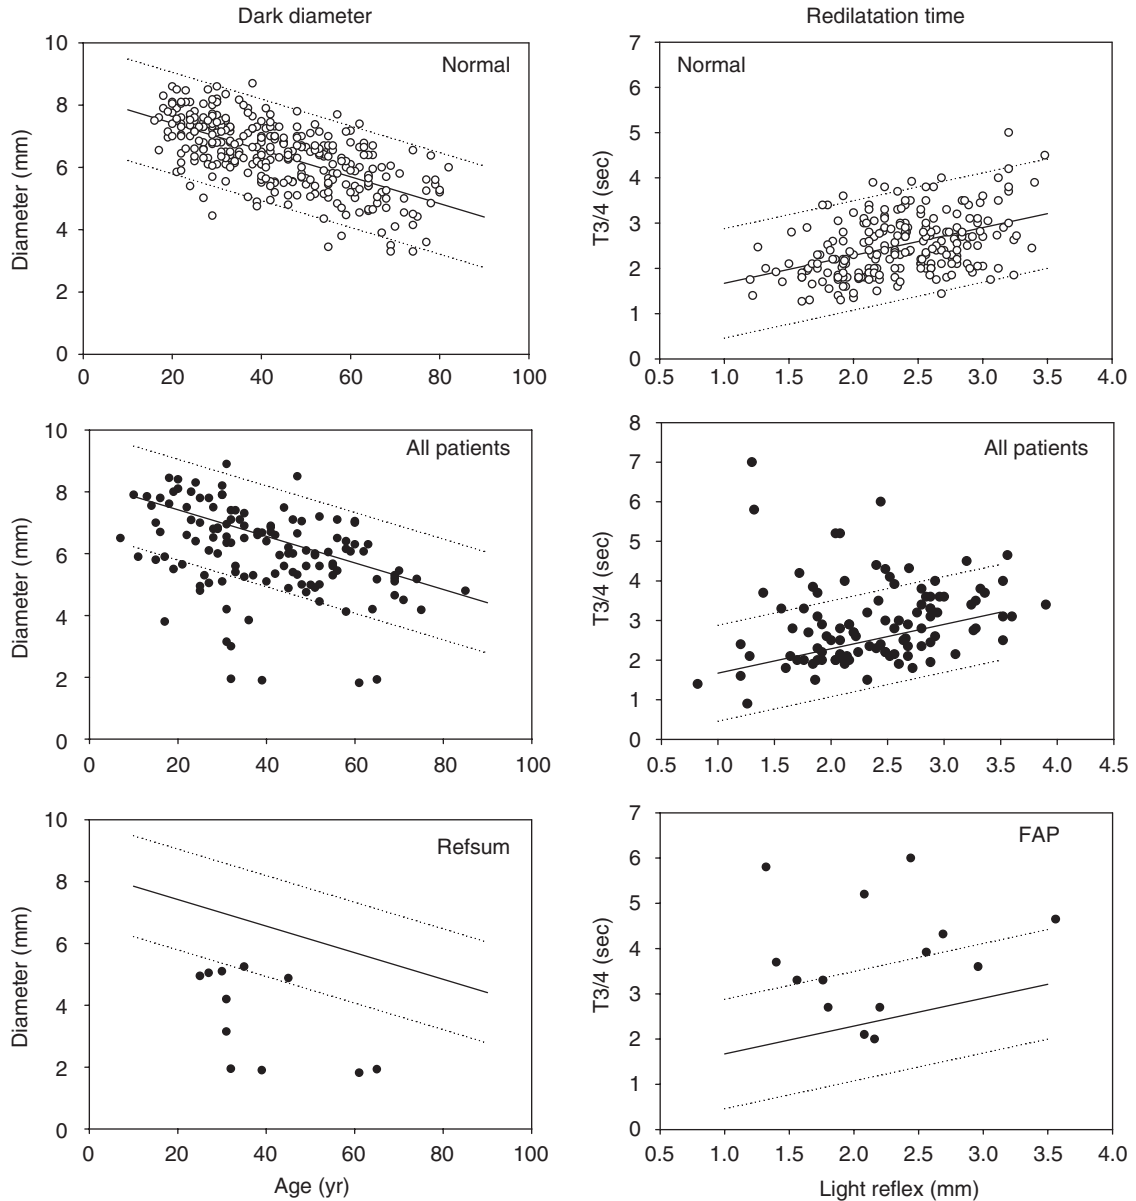 Dark diameter
Redilatation time
Normal
Diameter (mm)
10
8
6
4
2
0
0 20 40 60 80 100
Normal
T3/4 (sec)
7
6
5
4
3
2
1
0
0.5 1.0 1.5 2.0 2.5 3.0 3.5 4.0
All patients
Diameter (mm)
10
8
6
4
2
0
0 20 40 60 80 100
All patients
T3/4 (sec)
8
7
6
5
4
3
2
1
0
0.5 1.0 1.5 2.0 2.5 3.0 3.5 4.0 4.5
Refsum
Diameter (mm)
10
8
6
4
2
0
0 20 40 60 80 100
Age (yr)
FAP
T3/4 (sec)
7
6
5
4
3
2
1
0
0.5 1.0 1.5 2.0 2.5 3.0 3.5 4.0
Light reflex (mm)